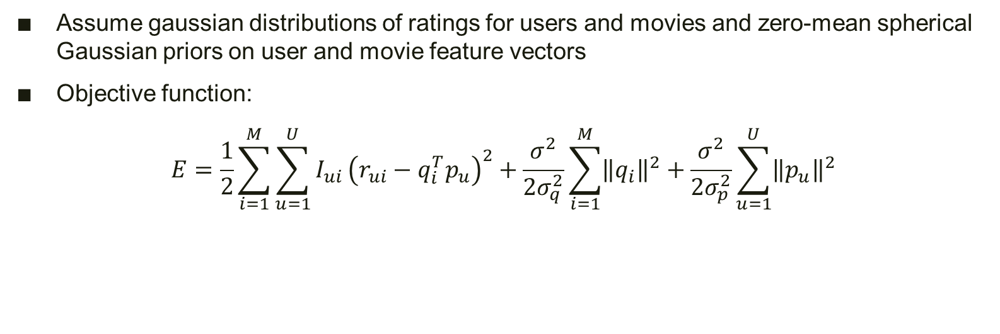 ■ Assume gaussian distributions of ratings for users and movies and zero-mean spherical
Gaussian priors on user and movie feature vectors
■ Objective function:
$E = \frac{1}{2}\sum_{i=1}^{M}\sum_{u=1}^{U} I_{ui}\left(r_{ui} - q_i^T p_u\right)^2 + \frac{\sigma^2}{2\sigma_q^2}\sum_{i=1}^{M}\|q_i\|^2 + \frac{\sigma^2}{2\sigma_p^2}\sum_{u=1}^{U}\|p_u\|^2$